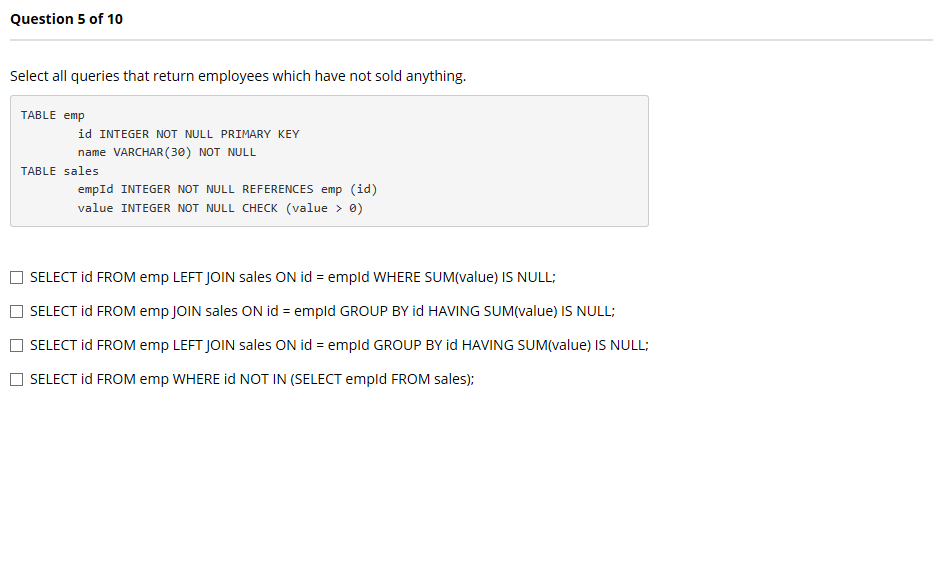 Question 5 of 10
Select all queries that return employees which have not sold anything.
TABLE emp
id INTEGER NOT NULL PRIMARY KEY
name VARCHAR(30) NOT NULL
TABLE sales
empId INTEGER NOT NULL REFERENCES emp (id)
value INTEGER NOT NULL CHECK (value > 0)
SELECT id FROM emp LEFT JOIN sales ON id = empId WHERE SUM(value) IS NULL;
SELECT id FROM emp JOIN sales ON id = empId GROUP BY id HAVING SUM(value) IS NULL;
SELECT id FROM emp LEFT JOIN sales ON id = empId GROUP BY id HAVING SUM(value) IS NULL;
SELECT id FROM emp WHERE id NOT IN (SELECT empId FROM sales);